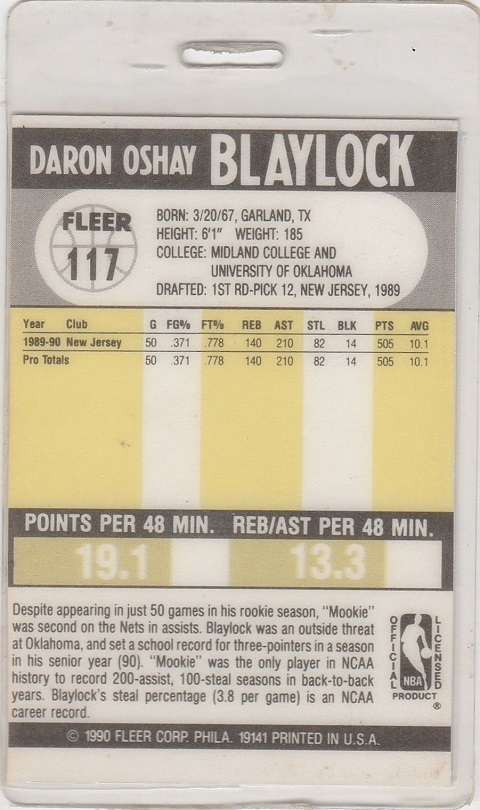 DARON OSHAY BLAYLOCK
FLEER
117
BORN: 3/20/67, GARLAND, TX
HEIGHT: 6'1" WEIGHT: 185
COLLEGE: MIDLAND COLLEGE AND
UNIVERSITY OF OKLAHOMA
DRAFTED: 1ST RD-PICK 12, NEW JERSEY, 1989
Year Club G FG% FT% REB AST STL BLK PTS AVG
1989-90 New Jersey 50 .371 .778 140 210 82 14 505 10.1
Pro Totals 50 .371 .778 140 210 82 14 505 10.1
POINTS PER 48 MIN. REB/AST PER 48 MIN.
19.1 13.3
Despite appearing in just 50 games in his rookie season, "Mookie"
was second on the Nets in assists. Blaylock was an outside threat
at Oklahoma, and set a school record for three-pointers in a season
in his senior year (90). "Mookie" was the only player in NCAA
history to record 200-assist, 100-steal seasons in back-to-back
years. Blaylock's steal percentage (3.8 per game) is an NCAA
career record.
OFFICIAL LICENSED
NBA
PRODUCT ®
© 1990 FLEER CORP. PHILA. 19141 PRINTED IN U.S.A.